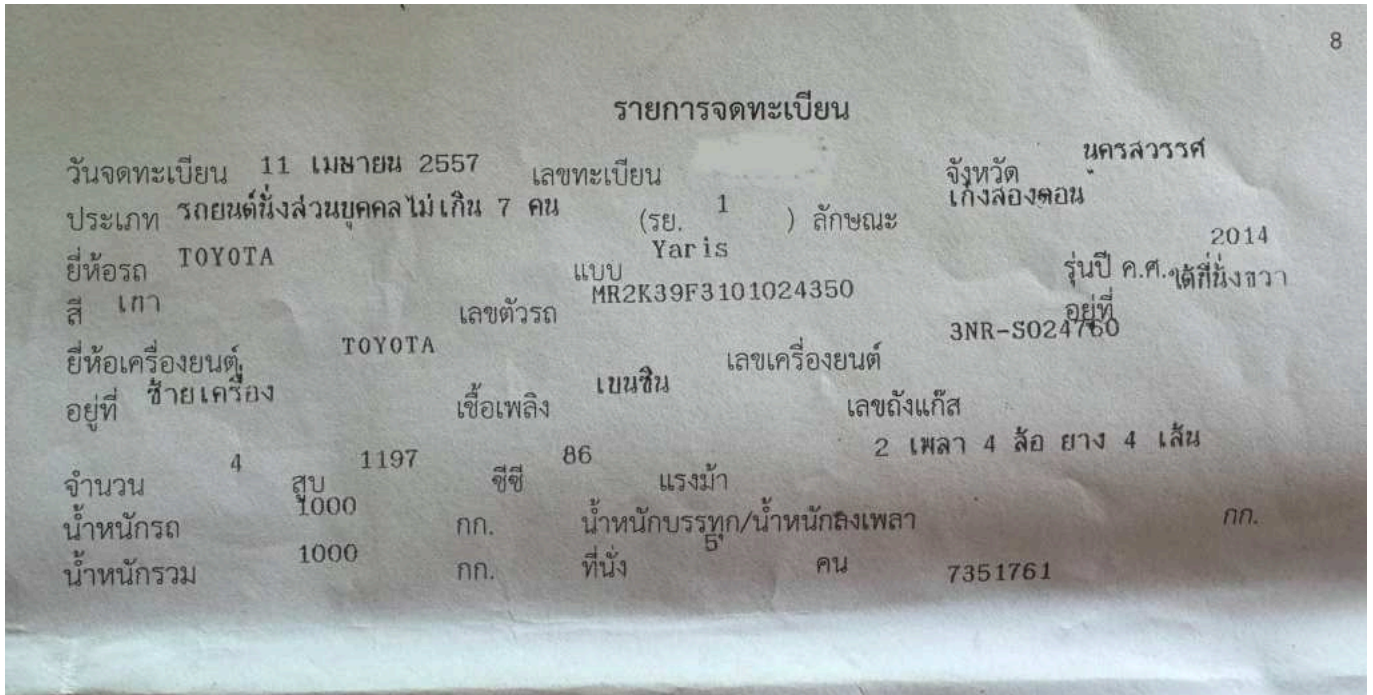 8
รายการจดทะเบียน
วันจดทะเบียน 11 เมษายน 2557 เลขทะเบียน จังหวัด นครสวรรค์
ประเภท รถยนต์นั่งส่วนบุคคลไม่เกิน 7 คน (รย. 1 ) ลักษณะ เก๋งสองตอน
ยี่ห้อรถ TOYOTA แบบ Yaris รุ่นปี ค.ศ. 2014
สี เทา เลขตัวรถ MR2K39F3101024350 อยู่ที่ ใต้ที่นั่งขวา
ยี่ห้อเครื่องยนต์ TOYOTA เลขเครื่องยนต์ 3NR-S024760
อยู่ที่ ซ้ายเครื่อง เชื้อเพลิง เบนซิน เลขถังแก๊ส
จำนวน 4 สูบ 1197 ซีซี 86 แรงม้า 2 เพลา 4 ล้อ ยาง 4 เส้น
น้ำหนักรถ 1000 กก. น้ำหนักบรรทุก/น้ำหนักลงเพลา กก.
น้ำหนักรวม 1000 กก. ที่นั่ง 5 คน 7351761